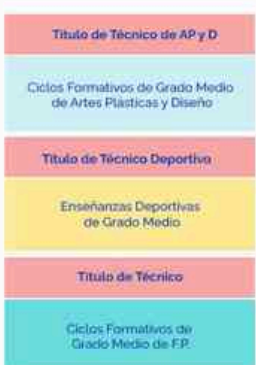 Título de Técnico de AP y D
Ciclos Formativos de Grado Medio
de Artes Plásticas y Diseño
Título de Técnico Deportivo
Enseñanzas Deportivas
de Grado Medio
Título de Técnico
Ciclos Formativos de
Grado Medio de F.P.